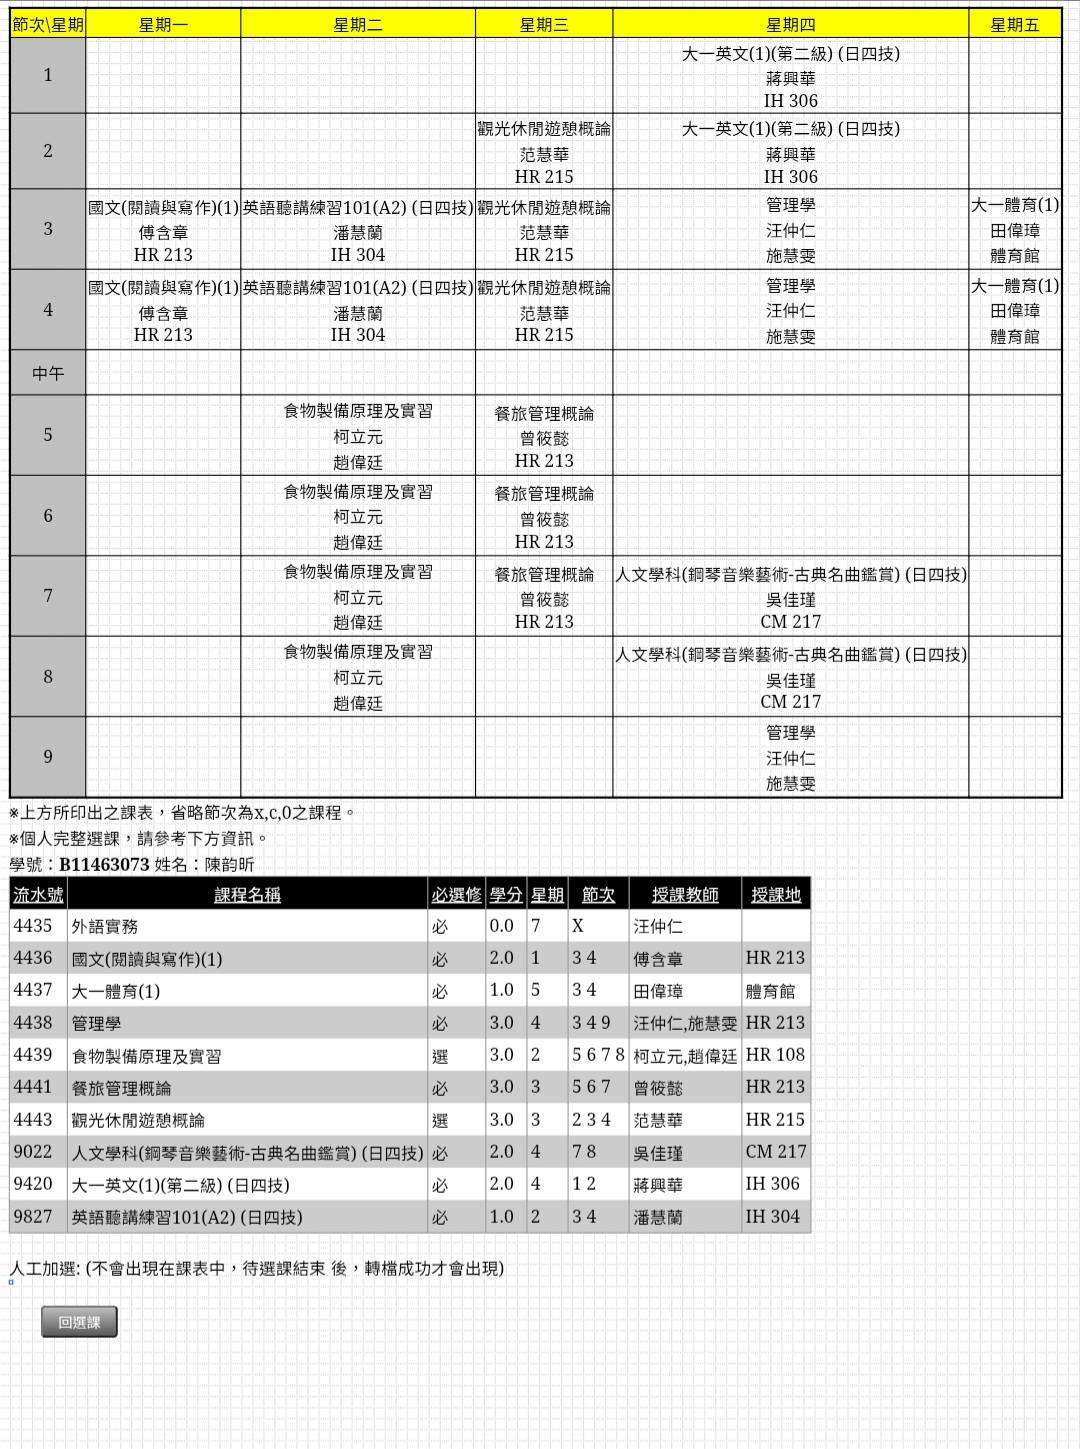 節次\星期 星期一 星期二 星期三 星期四 星期五
1 大一英文(1)(第二級) (日四技)
蔣興華
IH 306
2 觀光休閒遊憩概論 大一英文(1)(第二級) (日四技)
范慧華 蔣興華
HR 215 IH 306
3 國文(閱讀與寫作)(1) 英語聽講練習101(A2) (日四技) 觀光休閒遊憩概論 管理學 大一體育(1)
傅含章 潘慧蘭 范慧華 汪仲仁 田偉璋
HR 213 IH 304 HR 215 施慧雯 體育館
4 國文(閱讀與寫作)(1) 英語聽講練習101(A2) (日四技) 觀光休閒遊憩概論 管理學 大一體育(1)
傅含章 潘慧蘭 范慧華 汪仲仁 田偉璋
HR 213 IH 304 HR 215 施慧雯 體育館
中午
5 食物製備原理及實習 餐旅管理概論
柯立元 曾筱懿
趙偉廷 HR 213
6 食物製備原理及實習 餐旅管理概論
柯立元 曾筱懿
趙偉廷 HR 213
7 食物製備原理及實習 餐旅管理概論 人文學科(鋼琴音樂藝術-古典名曲鑑賞) (日四技)
柯立元 曾筱懿 吳佳瑾
趙偉廷 HR 213 CM 217
8 食物製備原理及實習 人文學科(鋼琴音樂藝術-古典名曲鑑賞) (日四技)
柯立元 吳佳瑾
趙偉廷 CM 217
9 管理學
汪仲仁
施慧雯
※上方所印出之課表，省略節次為x,c,0之課程。
※個人完整選課，請參考下方資訊。
學號：B11463073 姓名：陳韵昕
流水號 課程名稱 必選修 學分 星期 節次 授課教師 授課地
4435 外語實務 必 0.0 7 X 汪仲仁
4436 國文(閱讀與寫作)(1) 必 2.0 1 3 4 傅含章 HR 213
4437 大一體育(1) 必 1.0 5 3 4 田偉璋 體育館
4438 管理學 必 3.0 4 3 4 9 汪仲仁,施慧雯 HR 213
4439 食物製備原理及實習 選 3.0 2 5 6 7 8 柯立元,趙偉廷 HR 108
4441 餐旅管理概論 必 3.0 3 5 6 7 曾筱懿 HR 213
4443 觀光休閒遊憩概論 選 3.0 3 2 3 4 范慧華 HR 215
9022 人文學科(鋼琴音樂藝術-古典名曲鑑賞) (日四技) 必 2.0 4 7 8 吳佳瑾 CM 217
9420 大一英文(1)(第二級) (日四技) 必 2.0 4 1 2 蔣興華 IH 306
9827 英語聽講練習101(A2) (日四技) 必 1.0 2 3 4 潘慧蘭 IH 304
人工加選: (不會出現在課表中，待選課結束 後，轉檔成功才會出現)
回選課